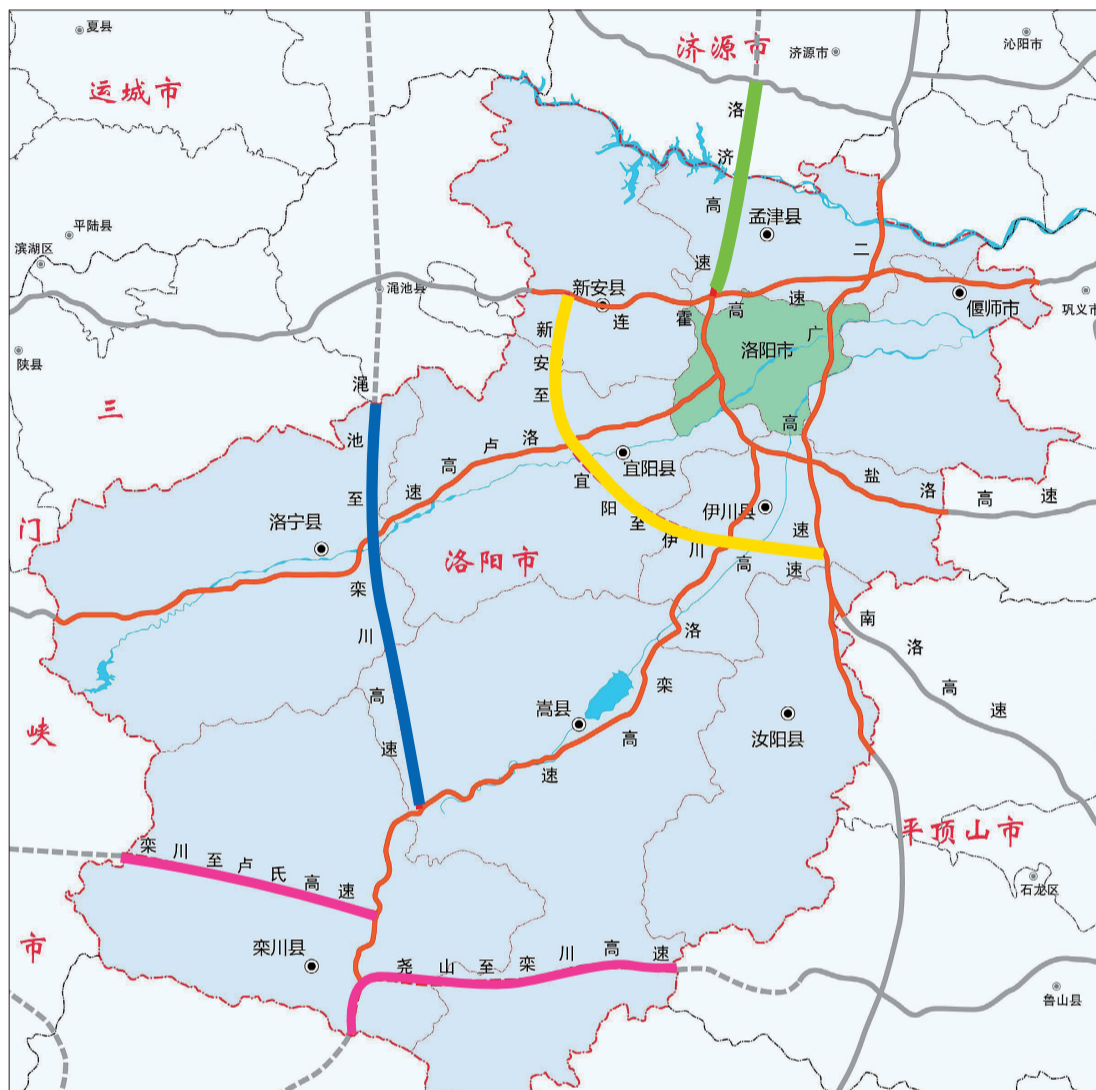 夏县
济源市
济源市
沁阳市
运城市
洛济高速
平陆县
孟津县
滨湖区
二广高速
渑池县
新安县
连霍高速
偃师市
巩义市
陕县
新安至宜阳至伊川高速
洛阳市
三门峡市
渑池至栾川高速
卢洛高速
宜阳县
盐洛高速
洛宁县
伊川县
洛阳市
南洛高速
洛栾高速
嵩县
汝阳县
平顶山市
栾川至卢氏高速
石龙区
栾川县
尧山至栾川高速
鲁山县